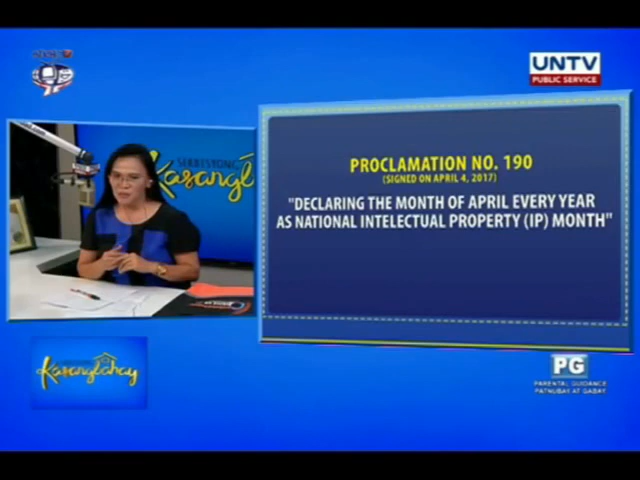 UNTV
PUBLIC SERVICE
PROCLAMATION NO. 190
(SIGNED ON APRIL 4, 2017)
"DECLARING THE MONTH OF APRIL EVERY YEAR
AS NATIONAL INTELECTUAL PROPERTY (IP) MONTH"
SERBISYONG
Kasangbahay
PG
PARENTAL GUIDANCE
PATNUBAY AT GABAY